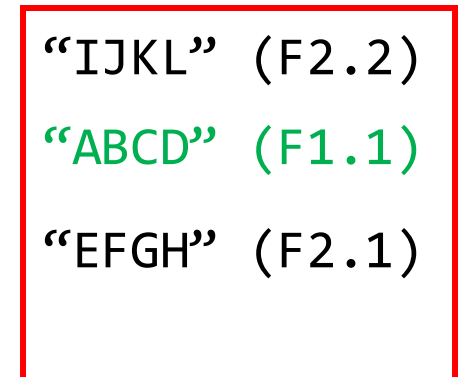 “IJKL” (F2.2)
“ABCD” (F1.1)
“EFGH” (F2.1)